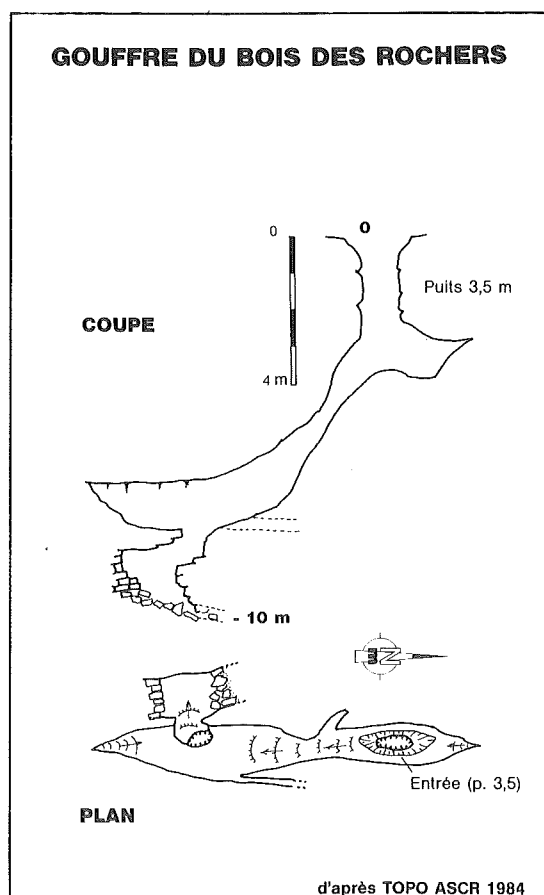 GOUFFRE DU BOIS DES ROCHERS
0
0
Puits 3,5 m
COUPE
4 m
- 10 m
N
Entrée (p. 3,5)
PLAN
d'après TOPO ASCR 1984